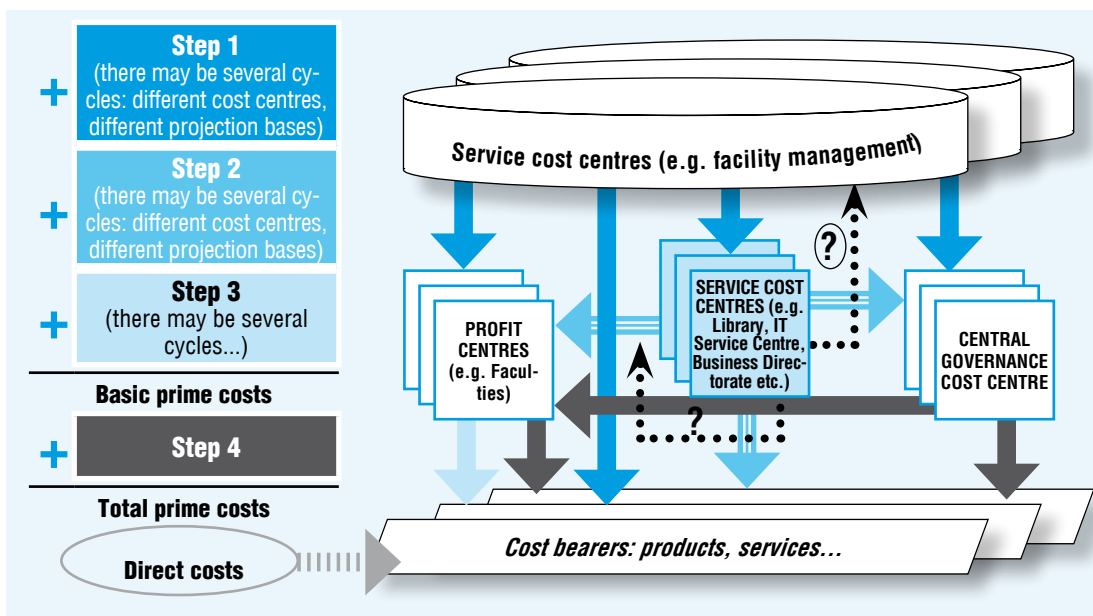 +
Step 1
(there may be several cy-
cles: different cost centres,
different projection bases)
+
Step 2
(there may be several cy-
cles: different cost centres,
different projection bases)
+
Step 3
(there may be several
cycles...)
Basic prime costs
+
Step 4
Total prime costs
Direct costs
Service cost centres (e.g. facility management)
?
PROFIT
CENTRES
(e.g. Facul-
ties)
SERVICE COST
CENTRES (e.g.
Library, IT
Service Centre,
Business Direc-
torate etc.)
CENTRAL
GOVERNANCE
COST CENTRE
?
Cost bearers: products, services...